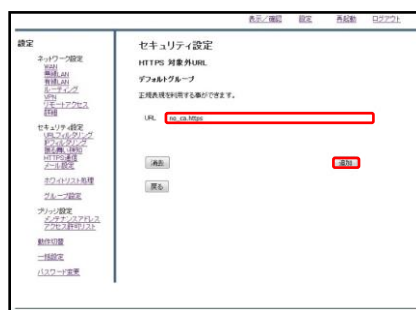 表示/確認 設定 再起動 ログアウト
設定
ネットワーク設定
WAN
無線LAN
有線LAN
ルーティング
VPN
リモートアクセス
詳細
セキュリティ設定
URLフィルタリング
IPフィルタリング
振る舞い検知
HTTPS通信
メール設定
ホワイトリスト処理
グループ設定
ブリッジ設定
メンテナンスアドレス
アクセス許可リスト
動作切替
一括設定
パスワード変更
セキュリティ設定
HTTPS 対象外URL
デフォルトグループ
正規表現を利用する事ができます。
URL no_ca.https
消去 追加
戻る